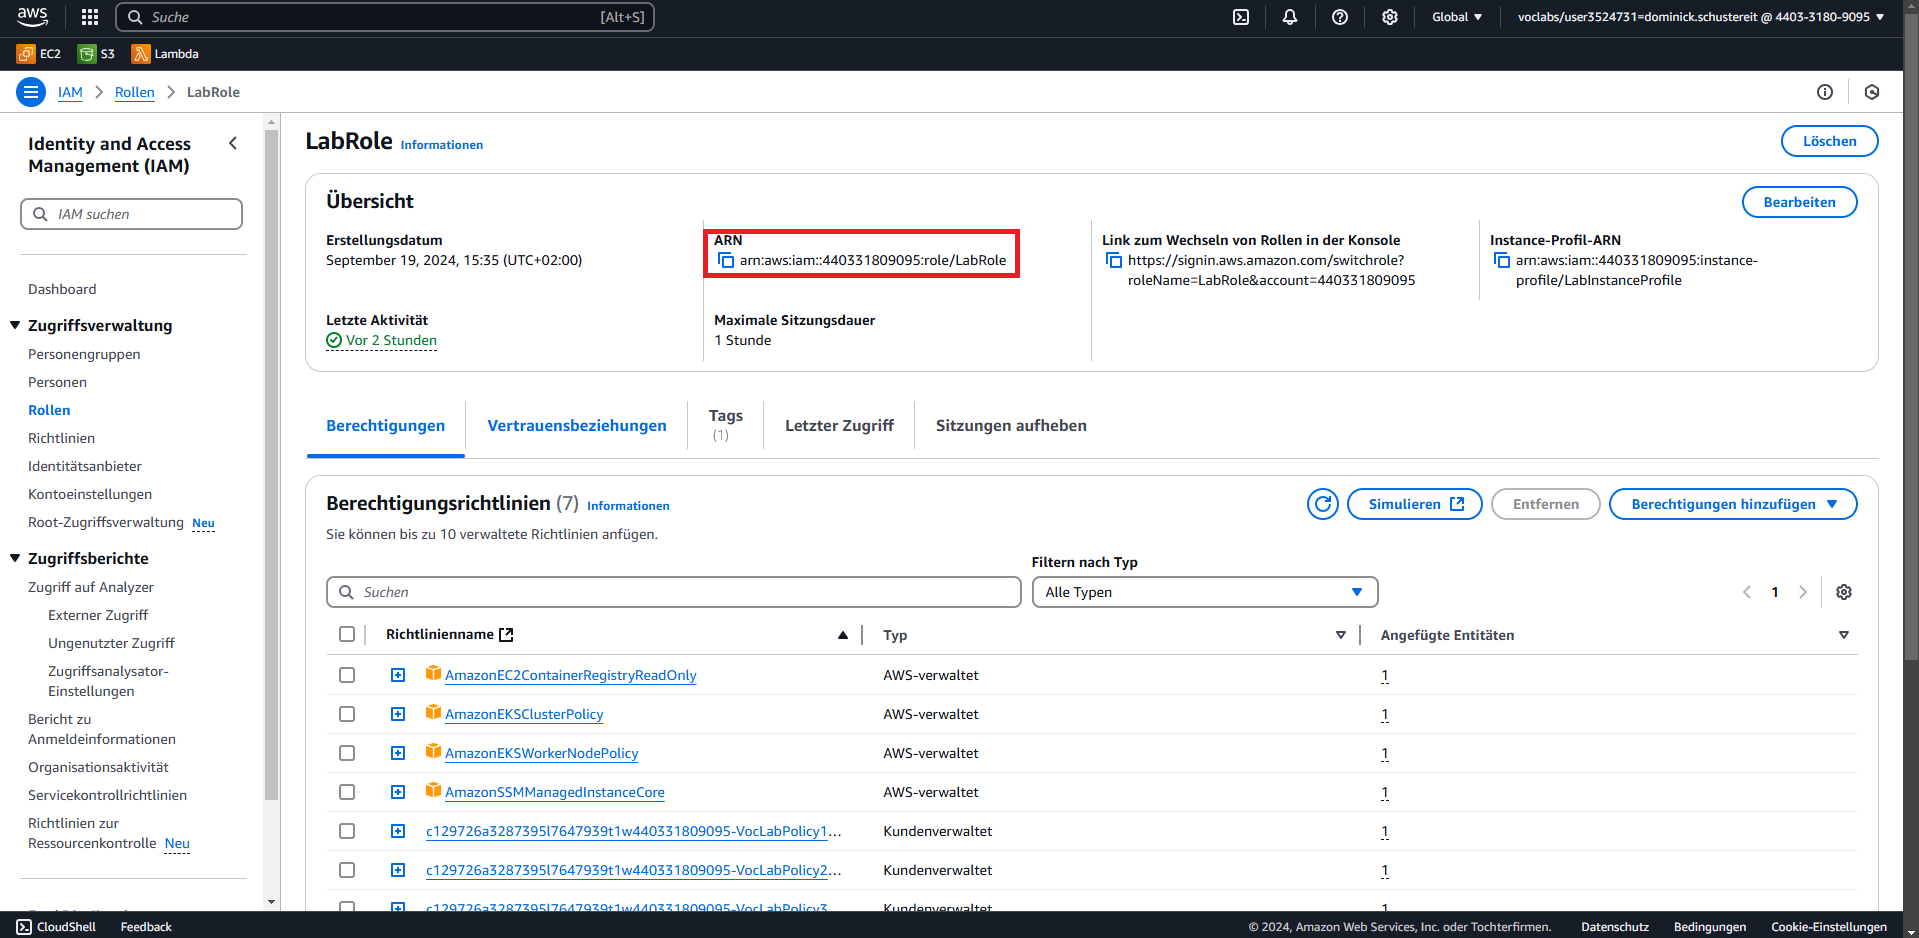 aws
Suche [Alt+S]
Global
voclabs/user3524731=dominick.schustereit @ 4403-3180-9095
EC2 S3 Lambda
IAM Rollen LabRole
Identity and Access
Management (IAM)
IAM suchen
Dashboard
Zugriffsverwaltung
Personengruppen
Personen
Rollen
Richtlinien
Identitätsanbieter
Kontoeinstellungen
Root-Zugriffsverwaltung Neu
Zugriffsberichte
Zugriff auf Analyzer
Externer Zugriff
Ungenutzter Zugriff
Zugriffsanalysator-
Einstellungen
Bericht zu
Anmeldeinformationen
Organisationsaktivität
Servicekontrollrichtlinien
Richtlinien zur
Ressourcenkontrolle Neu
LabRole Informationen
Löschen
Übersicht
Bearbeiten
Erstellungsdatum
September 19, 2024, 15:35 (UTC+02:00)
ARN
arn:aws:iam::440331809095:role/LabRole
Link zum Wechseln von Rollen in der Konsole
https://signin.aws.amazon.com/switchrole?
roleName=LabRole&account=440331809095
Instance-Profil-ARN
arn:aws:iam::440331809095:instance-
profile/LabInstanceProfile
Letzte Aktivität
Vor 2 Stunden
Maximale Sitzungsdauer
1 Stunde
Berechtigungen
Vertrauensbeziehungen
Tags
(1)
Letzter Zugriff
Sitzungen aufheben
Berechtigungsrichtlinien (7) Informationen
Simulieren
Entfernen
Berechtigungen hinzufügen
Sie können bis zu 10 verwaltete Richtlinien anfügen.
Filtern nach Typ
Suchen
Alle Typen
1
Richtlinienname Typ Angefügte Entitäten
AmazonEC2ContainerRegistryReadOnly AWS-verwaltet 1
AmazonEKSClusterPolicy AWS-verwaltet 1
AmazonEKSWorkerNodePolicy AWS-verwaltet 1
AmazonSSMManagedInstanceCore AWS-verwaltet 1
c129726a3287395l7647939t1w440331809095-VocLabPolicy1... Kundenverwaltet 1
c129726a3287395l7647939t1w440331809095-VocLabPolicy2... Kundenverwaltet 1
c129726a3287395l7647939t1w440331809095-VocLabPolicy3 Kundenverwaltet 1
CloudShell Feedback
© 2024, Amazon Web Services, Inc. oder Tochterfirmen. Datenschutz Bedingungen Cookie-Einstellungen